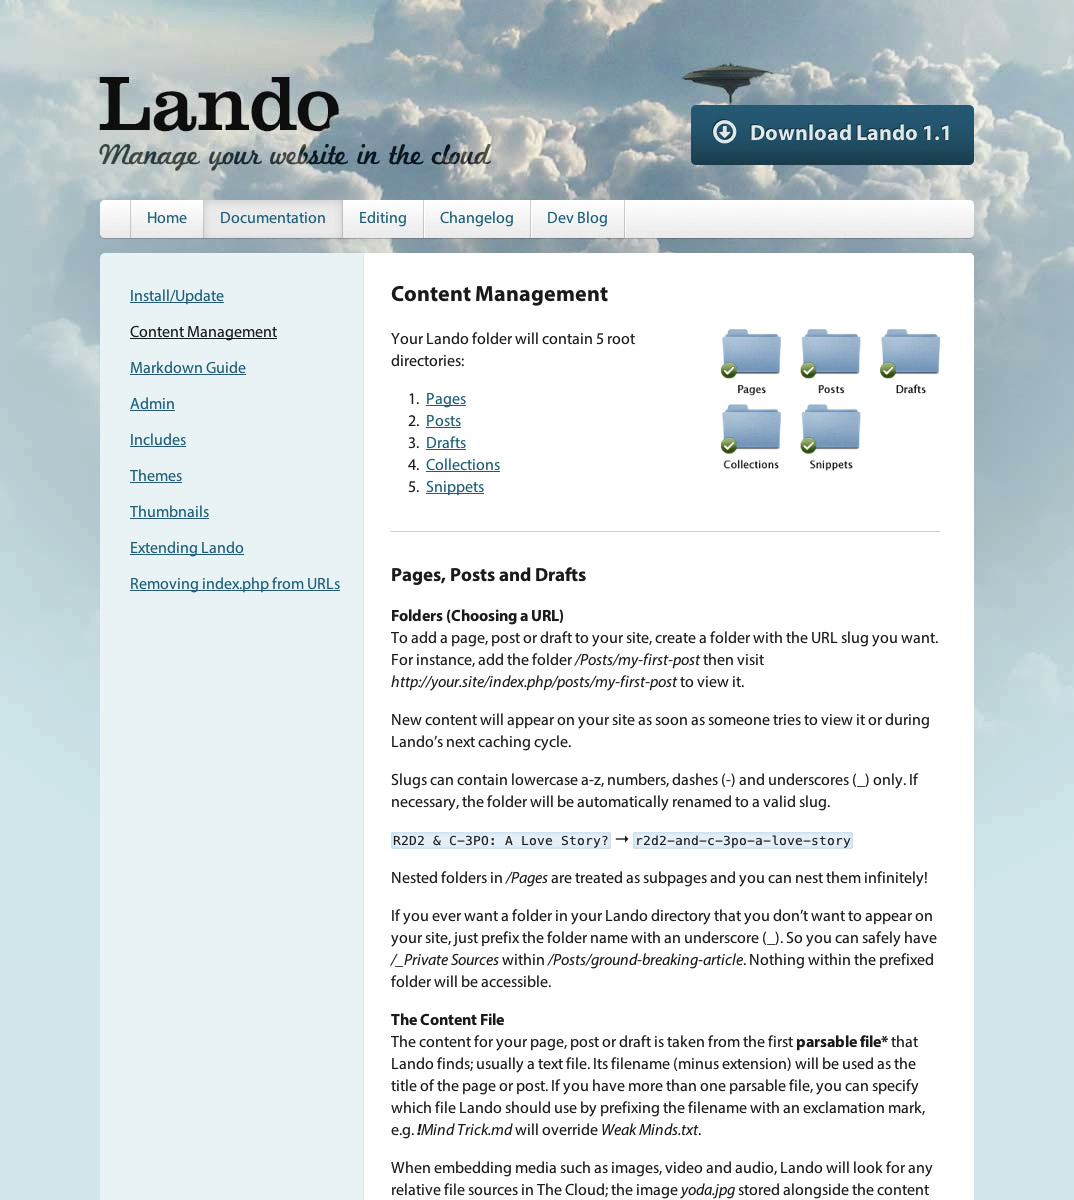 Lando
Manage your website in the cloud
Download Lando 1.1
Home
Documentation
Editing
Changelog
Dev Blog
Install/Update
Content Management
Markdown Guide
Admin
Includes
Themes
Thumbnails
Extending Lando
Removing index.php from URLs
Content Management
Your Lando folder will contain 5 root
directories:
1. Pages
2. Posts
3. Drafts
4. Collections
5. Snippets
Pages
Posts
Drafts
Collections
Snippets
Pages, Posts and Drafts
Folders (Choosing a URL)
To add a page, post or draft to your site, create a folder with the URL slug you want.
For instance, add the folder /Posts/my-first-post then visit
http://your.site/index.php/posts/my-first-post to view it.
New content will appear on your site as soon as someone tries to view it or during
Lando’s next caching cycle.
Slugs can contain lowercase a-z, numbers, dashes (-) and underscores (_) only. If
necessary, the folder will be automatically renamed to a valid slug.
R2D2 & C-3PO: A Love Story? → r2d2-and-c-3po-a-love-story
Nested folders in /Pages are treated as subpages and you can nest them infinitely!
If you ever want a folder in your Lando directory that you don’t want to appear on
your site, just prefix the folder name with an underscore (_). So you can safely have
/_Private Sources within /Posts/ground-breaking-article. Nothing within the prefixed
folder will be accessible.
The Content File
The content for your page, post or draft is taken from the first parsable file* that
Lando finds; usually a text file. Its filename (minus extension) will be used as the
title of the page or post. If you have more than one parsable file, you can specify
which file Lando should use by prefixing the filename with an exclamation mark,
e.g. !Mind Trick.md will override Weak Minds.txt.
When embedding media such as images, video and audio, Lando will look for any
relative file sources in The Cloud; the image yoda.jpg stored alongside the content